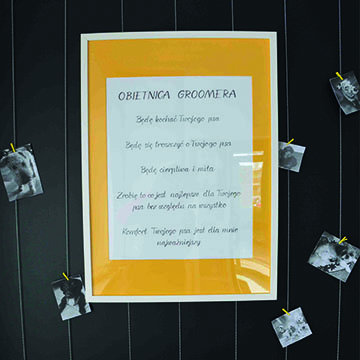 OBIETNICA GROOMERA
Będę kochać Twojego psa
Będę się troszczyć o Twojego psa
Będę cierpliwa i miła
Zrobię to co jest najlepsze dla Twojego
psa bez względu na wszystko
Komfort Twojego psa jest dla mnie
najważniejszy